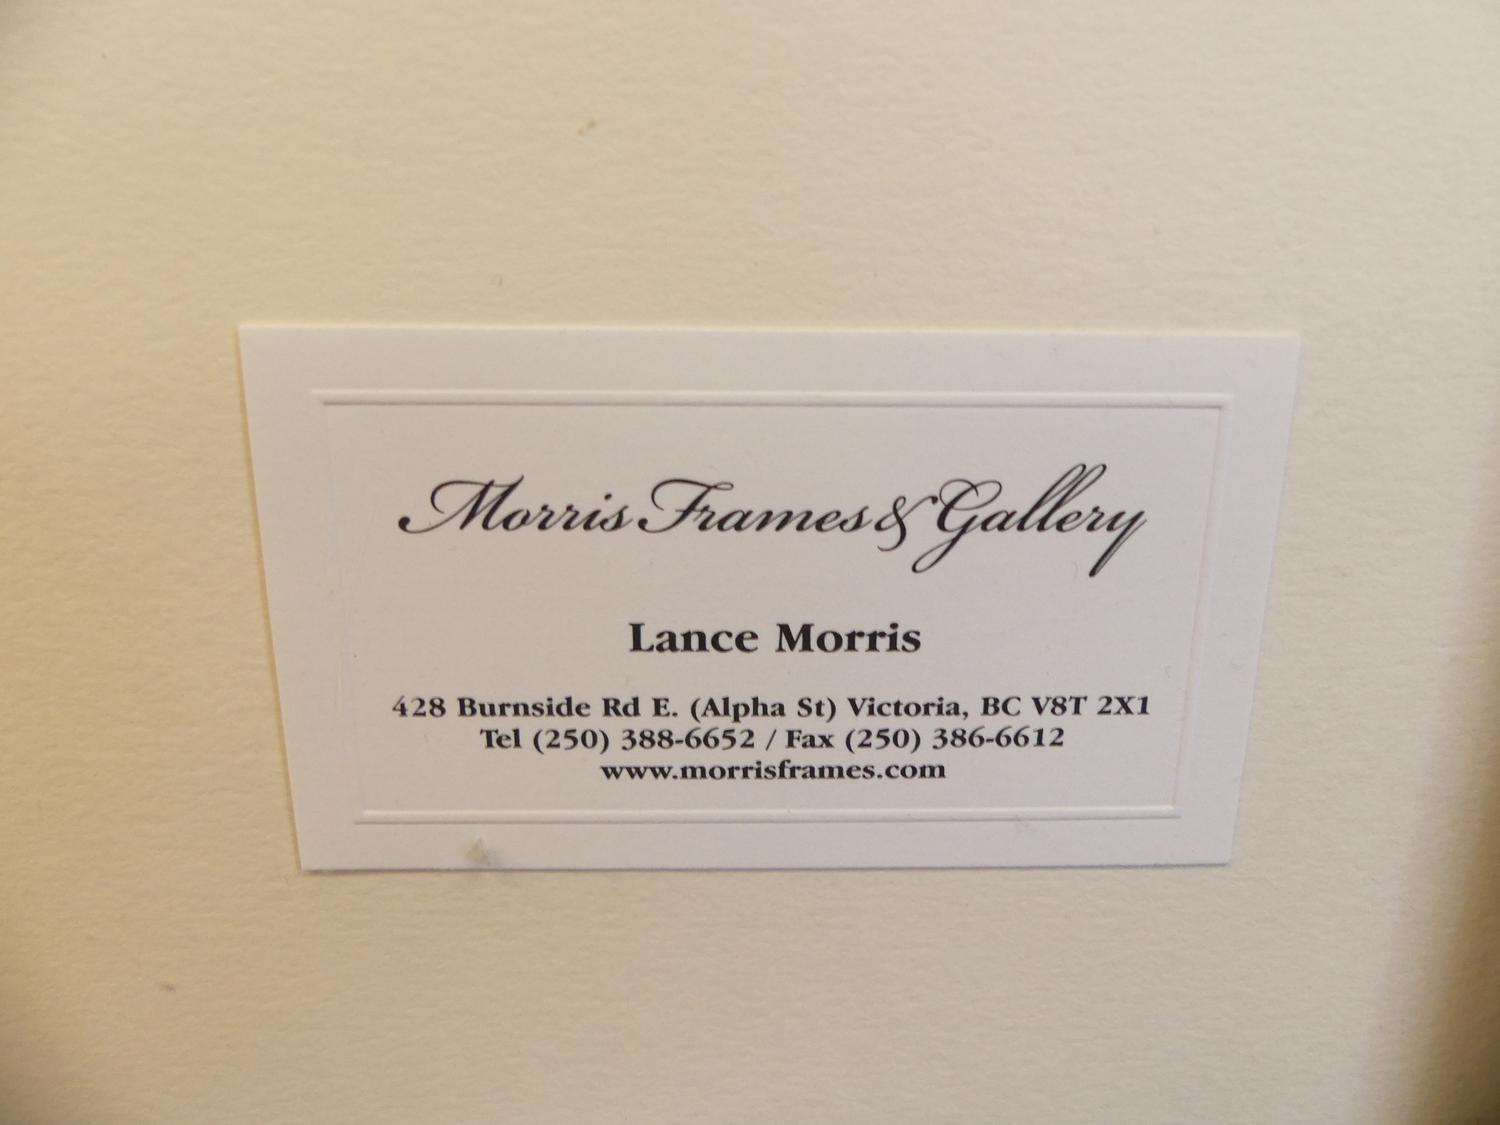 Morris Frames & Gallery
Lance Morris
428 Burnside Rd E. (Alpha St) Victoria, BC V8T 2X1
Tel (250) 388-6652 / Fax (250) 386-6612
www.morrisframes.com